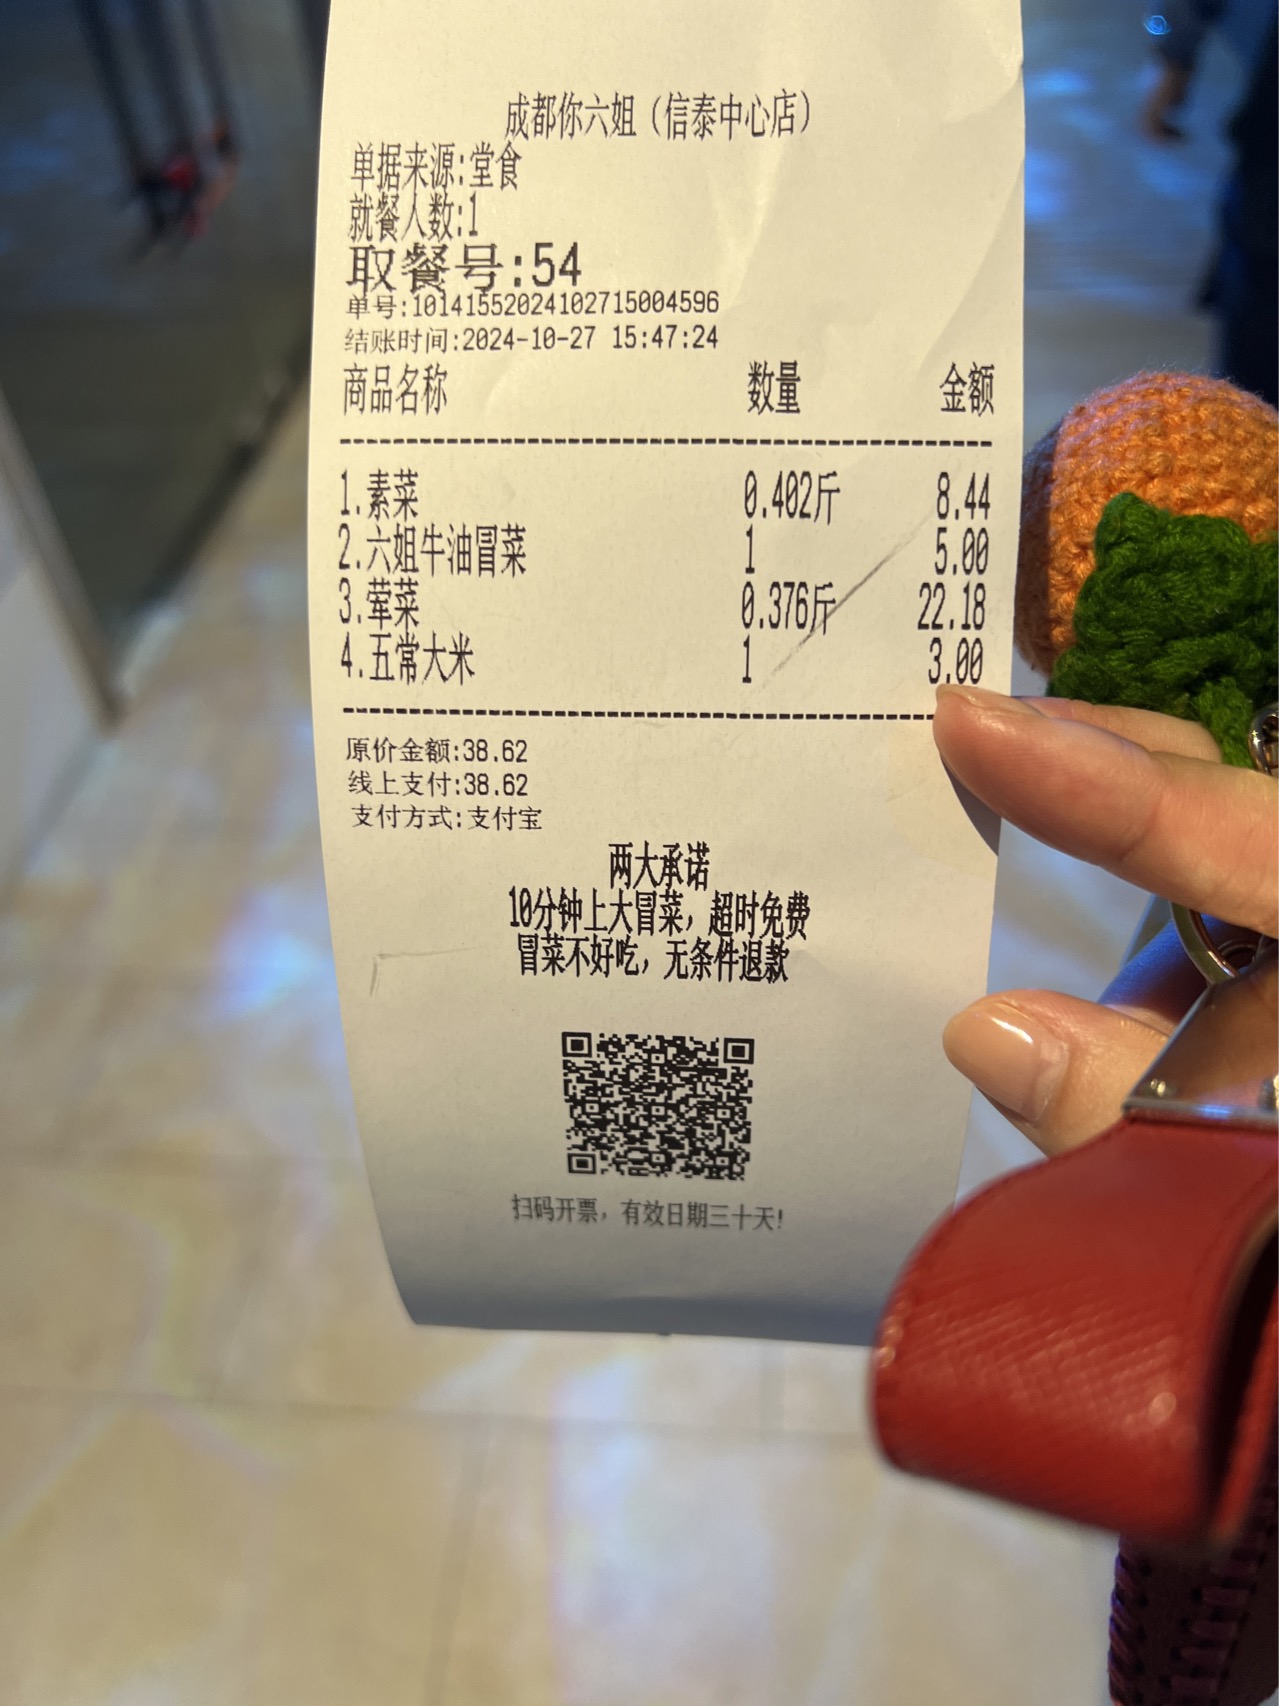 成都你六姐（信泰中心店）
单据来源:堂食
就餐人数:1
取餐号:54
单号:1014155202410271500​4596
结账时间:2024-10-27 15:47:24
商品名称 数量 金额
1.素菜 0.402斤 8.44
2.六姐牛油冒菜 1 5.00
3.荤菜 0.376斤 22.18
4.五常大米 1 3.00
原价金额:38.62
线上支付:38.62
支付方式:支付宝
两大承诺
10分钟上大冒菜，超时免费
冒菜不好吃，无条件退款
扫码开票，有效日期三十天!